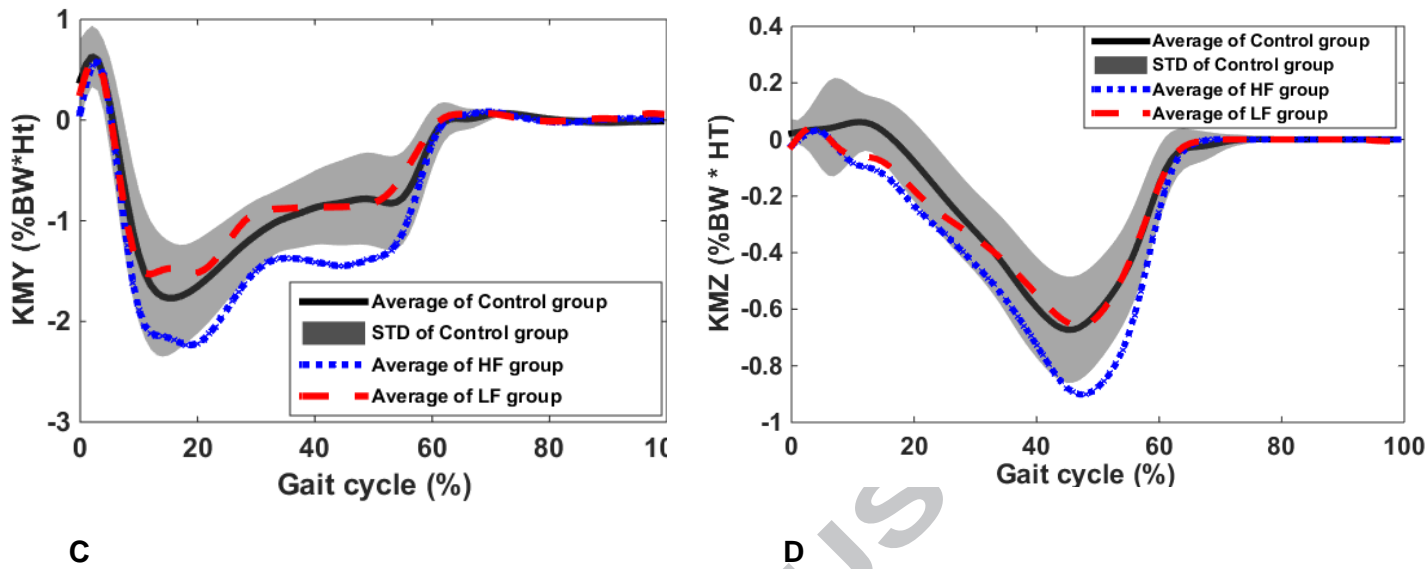 1
0
-1
-2
-3
KMY (%BW*Ht)
Average of Control group
STD of Control group
Average of HF group
Average of LF group
0 20 40 60 80 10
Gait cycle (%)
C
0.4
0.2
0
-0.2
-0.4
-0.6
-0.8
-1
KMZ (%BW * HT)
Average of Control group
STD of Control group
Average of HF group
Average of LF group
0 20 40 60 80 100
Gait cycle (%)
D